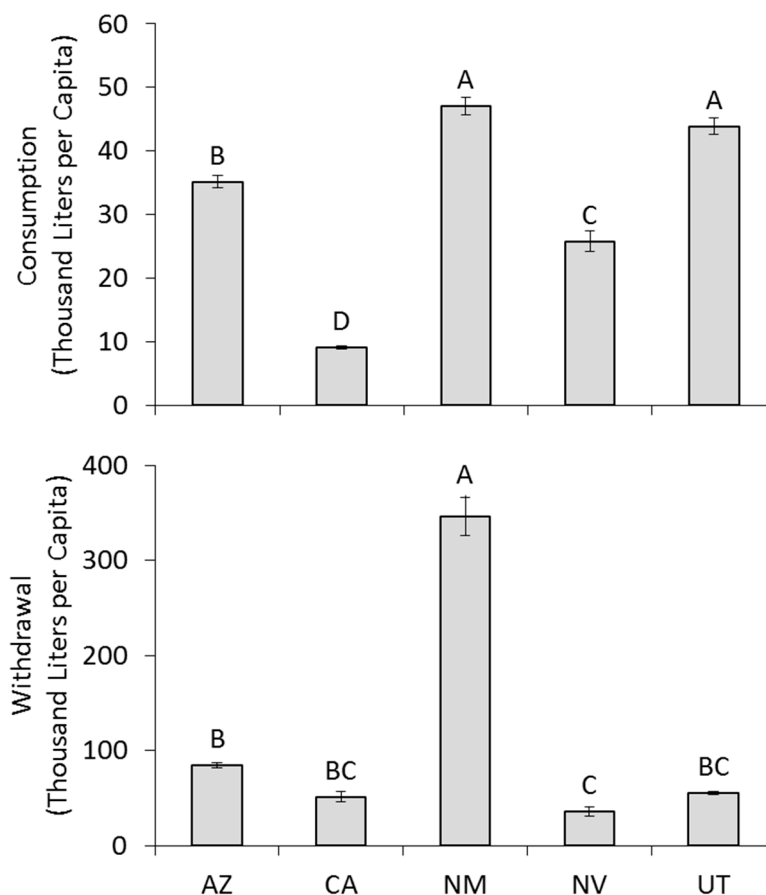 Consumption
(Thousand Liters per Capita)
60
50
40
30
20
10
0
B
D
A
C
A
Withdrawal
(Thousand Liters per Capita)
400
300
200
100
0
B
BC
A
C
BC
AZ
CA
NM
NV
UT